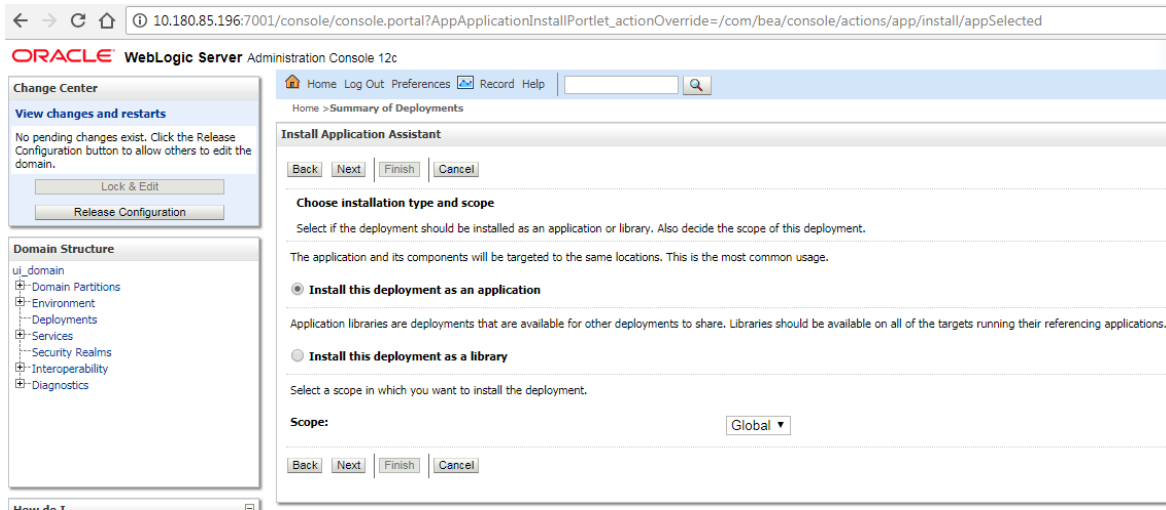 10.180.85.196:7001/console/console.portal?AppApplicationInstallPortlet_actionOverride=/com/bea/console/actions/app/install/appSelected
ORACLE WebLogic Server Administration Console 12c
Change Center
View changes and restarts
No pending changes exist. Click the Release
Configuration button to allow others to edit the
domain.
Lock & Edit
Release Configuration
Domain Structure
ui_domain
Domain Partitions
Environment
Deployments
Services
Security Realms
Interoperability
Diagnostics
How do I
Home Log Out Preferences Record Help
Home >Summary of Deployments
Install Application Assistant
Back Next Finish Cancel
Choose installation type and scope
Select if the deployment should be installed as an application or library. Also decide the scope of this deployment.
The application and its components will be targeted to the same locations. This is the most common usage.
Install this deployment as an application
Application libraries are deployments that are available for other deployments to share. Libraries should be available on all of the targets running their referencing applications.
Install this deployment as a library
Select a scope in which you want to install the deployment.
Scope: Global
Back Next Finish Cancel